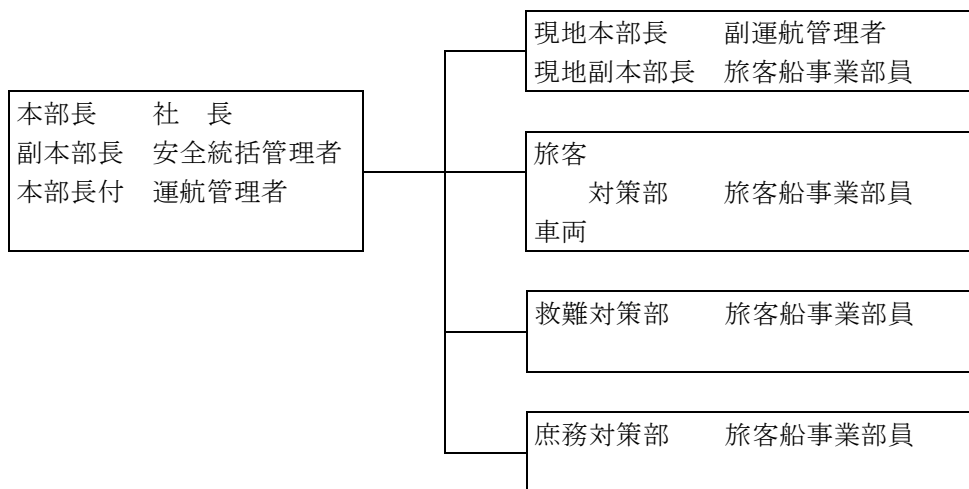 本部長　　社　長
副本部長　安全統括管理者
本部長付　運航管理者
現地本部長　　副運航管理者
現地副本部長　旅客船事業部員
旅客
対策部　　旅客船事業部員
車両
救難対策部　　旅客船事業部員
庶務対策部　　旅客船事業部員